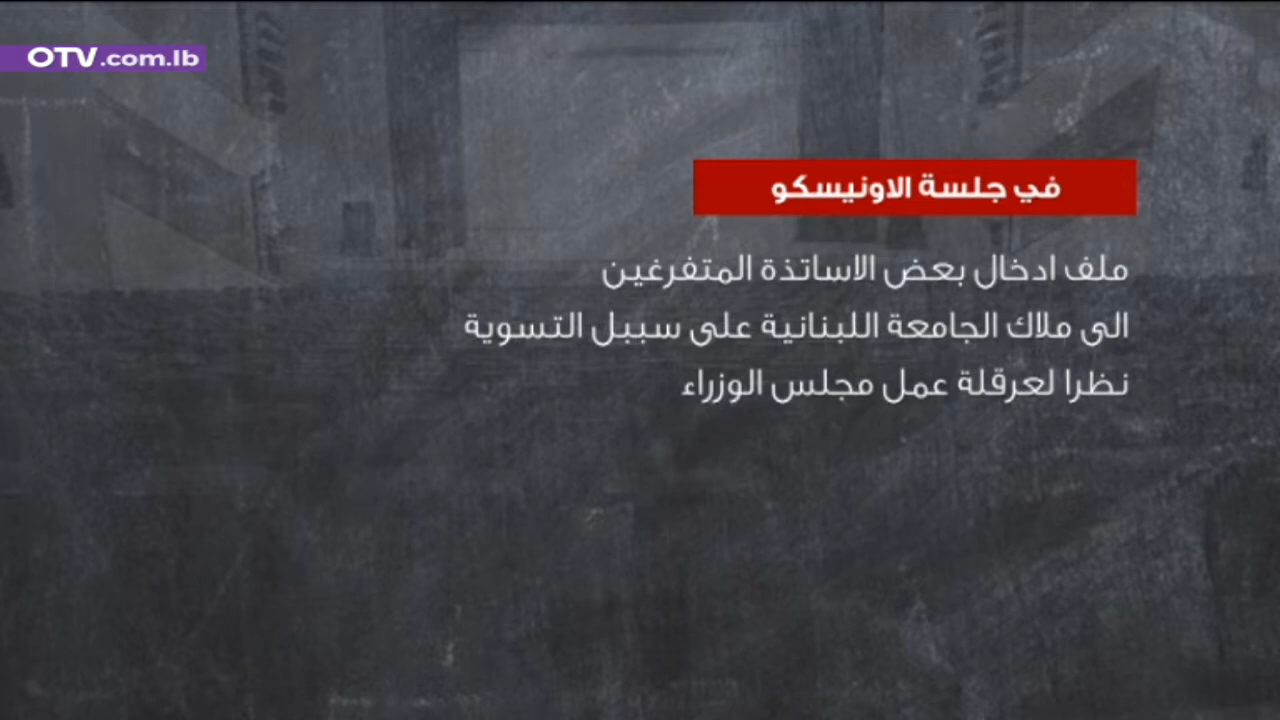 OTV.com.lb
في جلسة الاونيسكو
ملف ادخال بعض الاساتذة المتفرغين
الى ملاك الجامعة اللبنانية على سبيل التسوية
نظرا لعرقلة عمل مجلس الوزراء